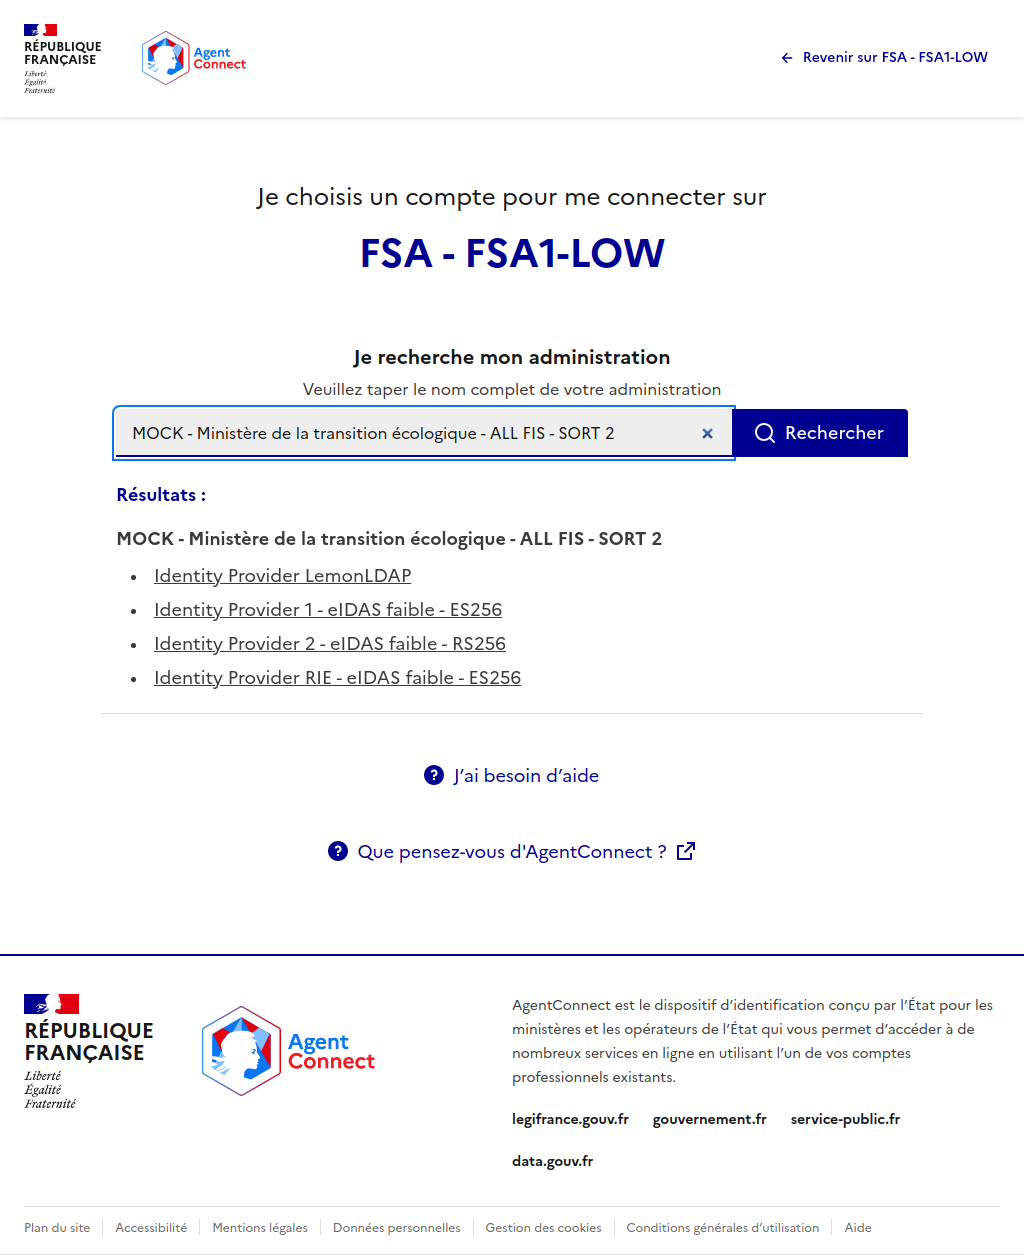 RÉPUBLIQUE
FRANÇAISE
Liberté
Égalité
Fraternité
Agent
Connect
Revenir sur FSA - FSA1-LOW
Je choisis un compte pour me connecter sur
FSA - FSA1-LOW
Je recherche mon administration
Veuillez taper le nom complet de votre administration
MOCK - Ministère de la transition écologique - ALL FIS - SORT 2
Rechercher
Résultats :
MOCK - Ministère de la transition écologique - ALL FIS - SORT 2
Identity Provider LemonLDAP
Identity Provider 1 - eIDAS faible - ES256
Identity Provider 2 - eIDAS faible - RS256
Identity Provider RIE - eIDAS faible - ES256
J’ai besoin d’aide
Que pensez-vous d'AgentConnect ?
RÉPUBLIQUE
FRANÇAISE
Liberté
Égalité
Fraternité
Agent
Connect
AgentConnect est le dispositif d’identification conçu par l’État pour les
ministères et les opérateurs de l’État qui vous permet d’accéder à de
nombreux services en ligne en utilisant l’un de vos comptes
professionnels existants.
legifrance.gouv.fr gouvernement.fr service-public.fr
data.gouv.fr
Plan du site Accessibilité Mentions légales Données personnelles Gestion des cookies Conditions générales d’utilisation Aide